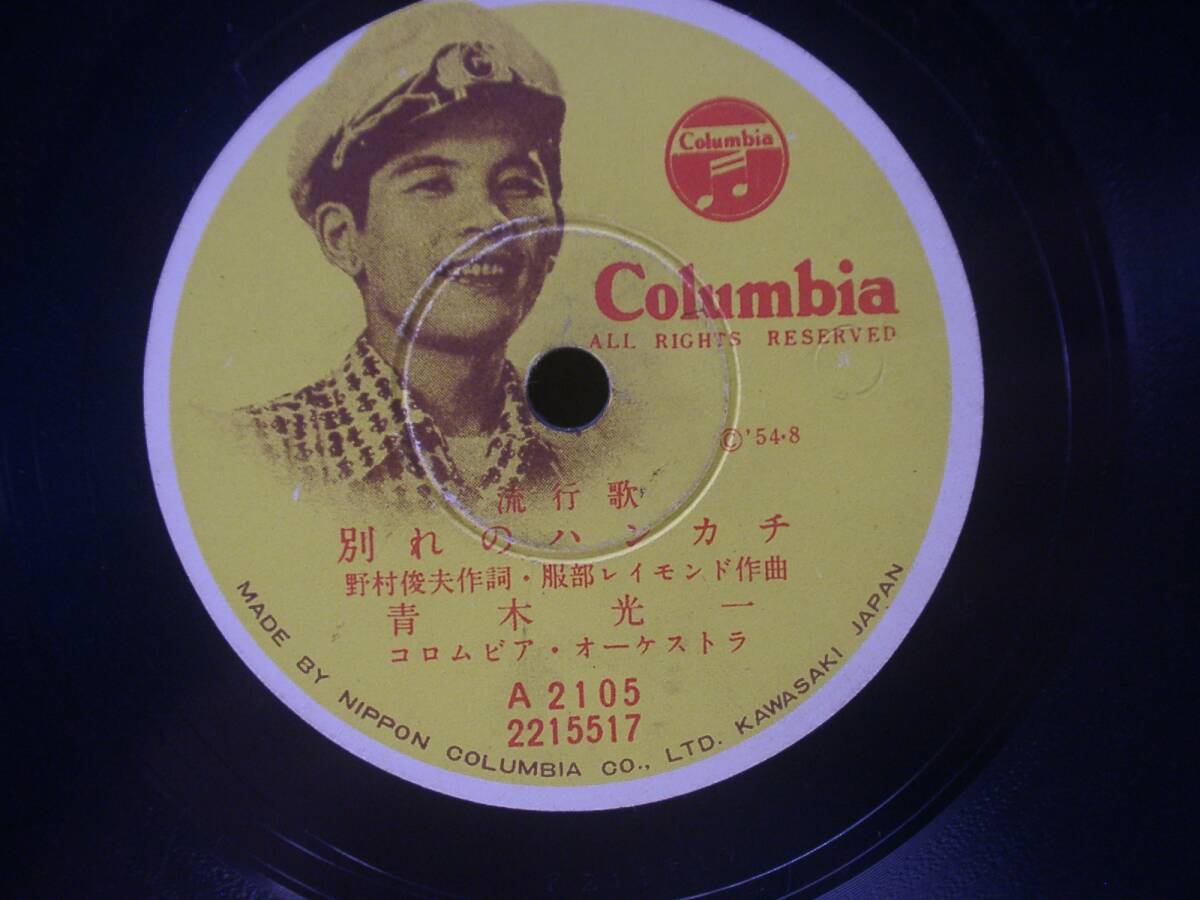 Columbia
Columbia
ALL RIGHTS RESERVED
Ⓒ'54・8
流行歌
別れのハンカチ
野村俊夫作詞・服部レイモンド作曲
青木光一
コロムビア・オーケストラ
A 2105
2215517
MADE BY NIPPON COLUMBIA CO., LTD. KAWASAKI JAPAN